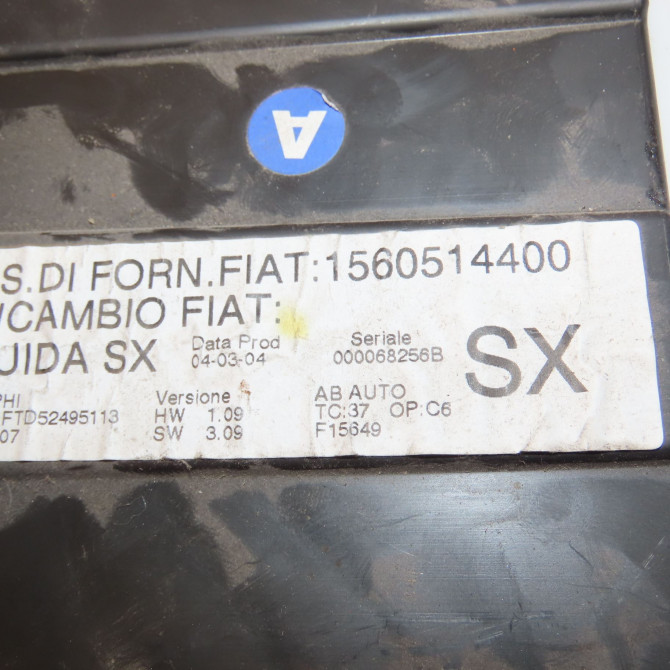 A
S.DI FORN.FIAT:1560514400
ICAMBIO FIAT:
UIDA SX
Data Prod
04-03-04
Seriale
000068256B
SX
PHI
FTD52495113
07
Versione
HW 1.09
SW 3.09
AB AUTO
TC:37 OP:C6
F15649